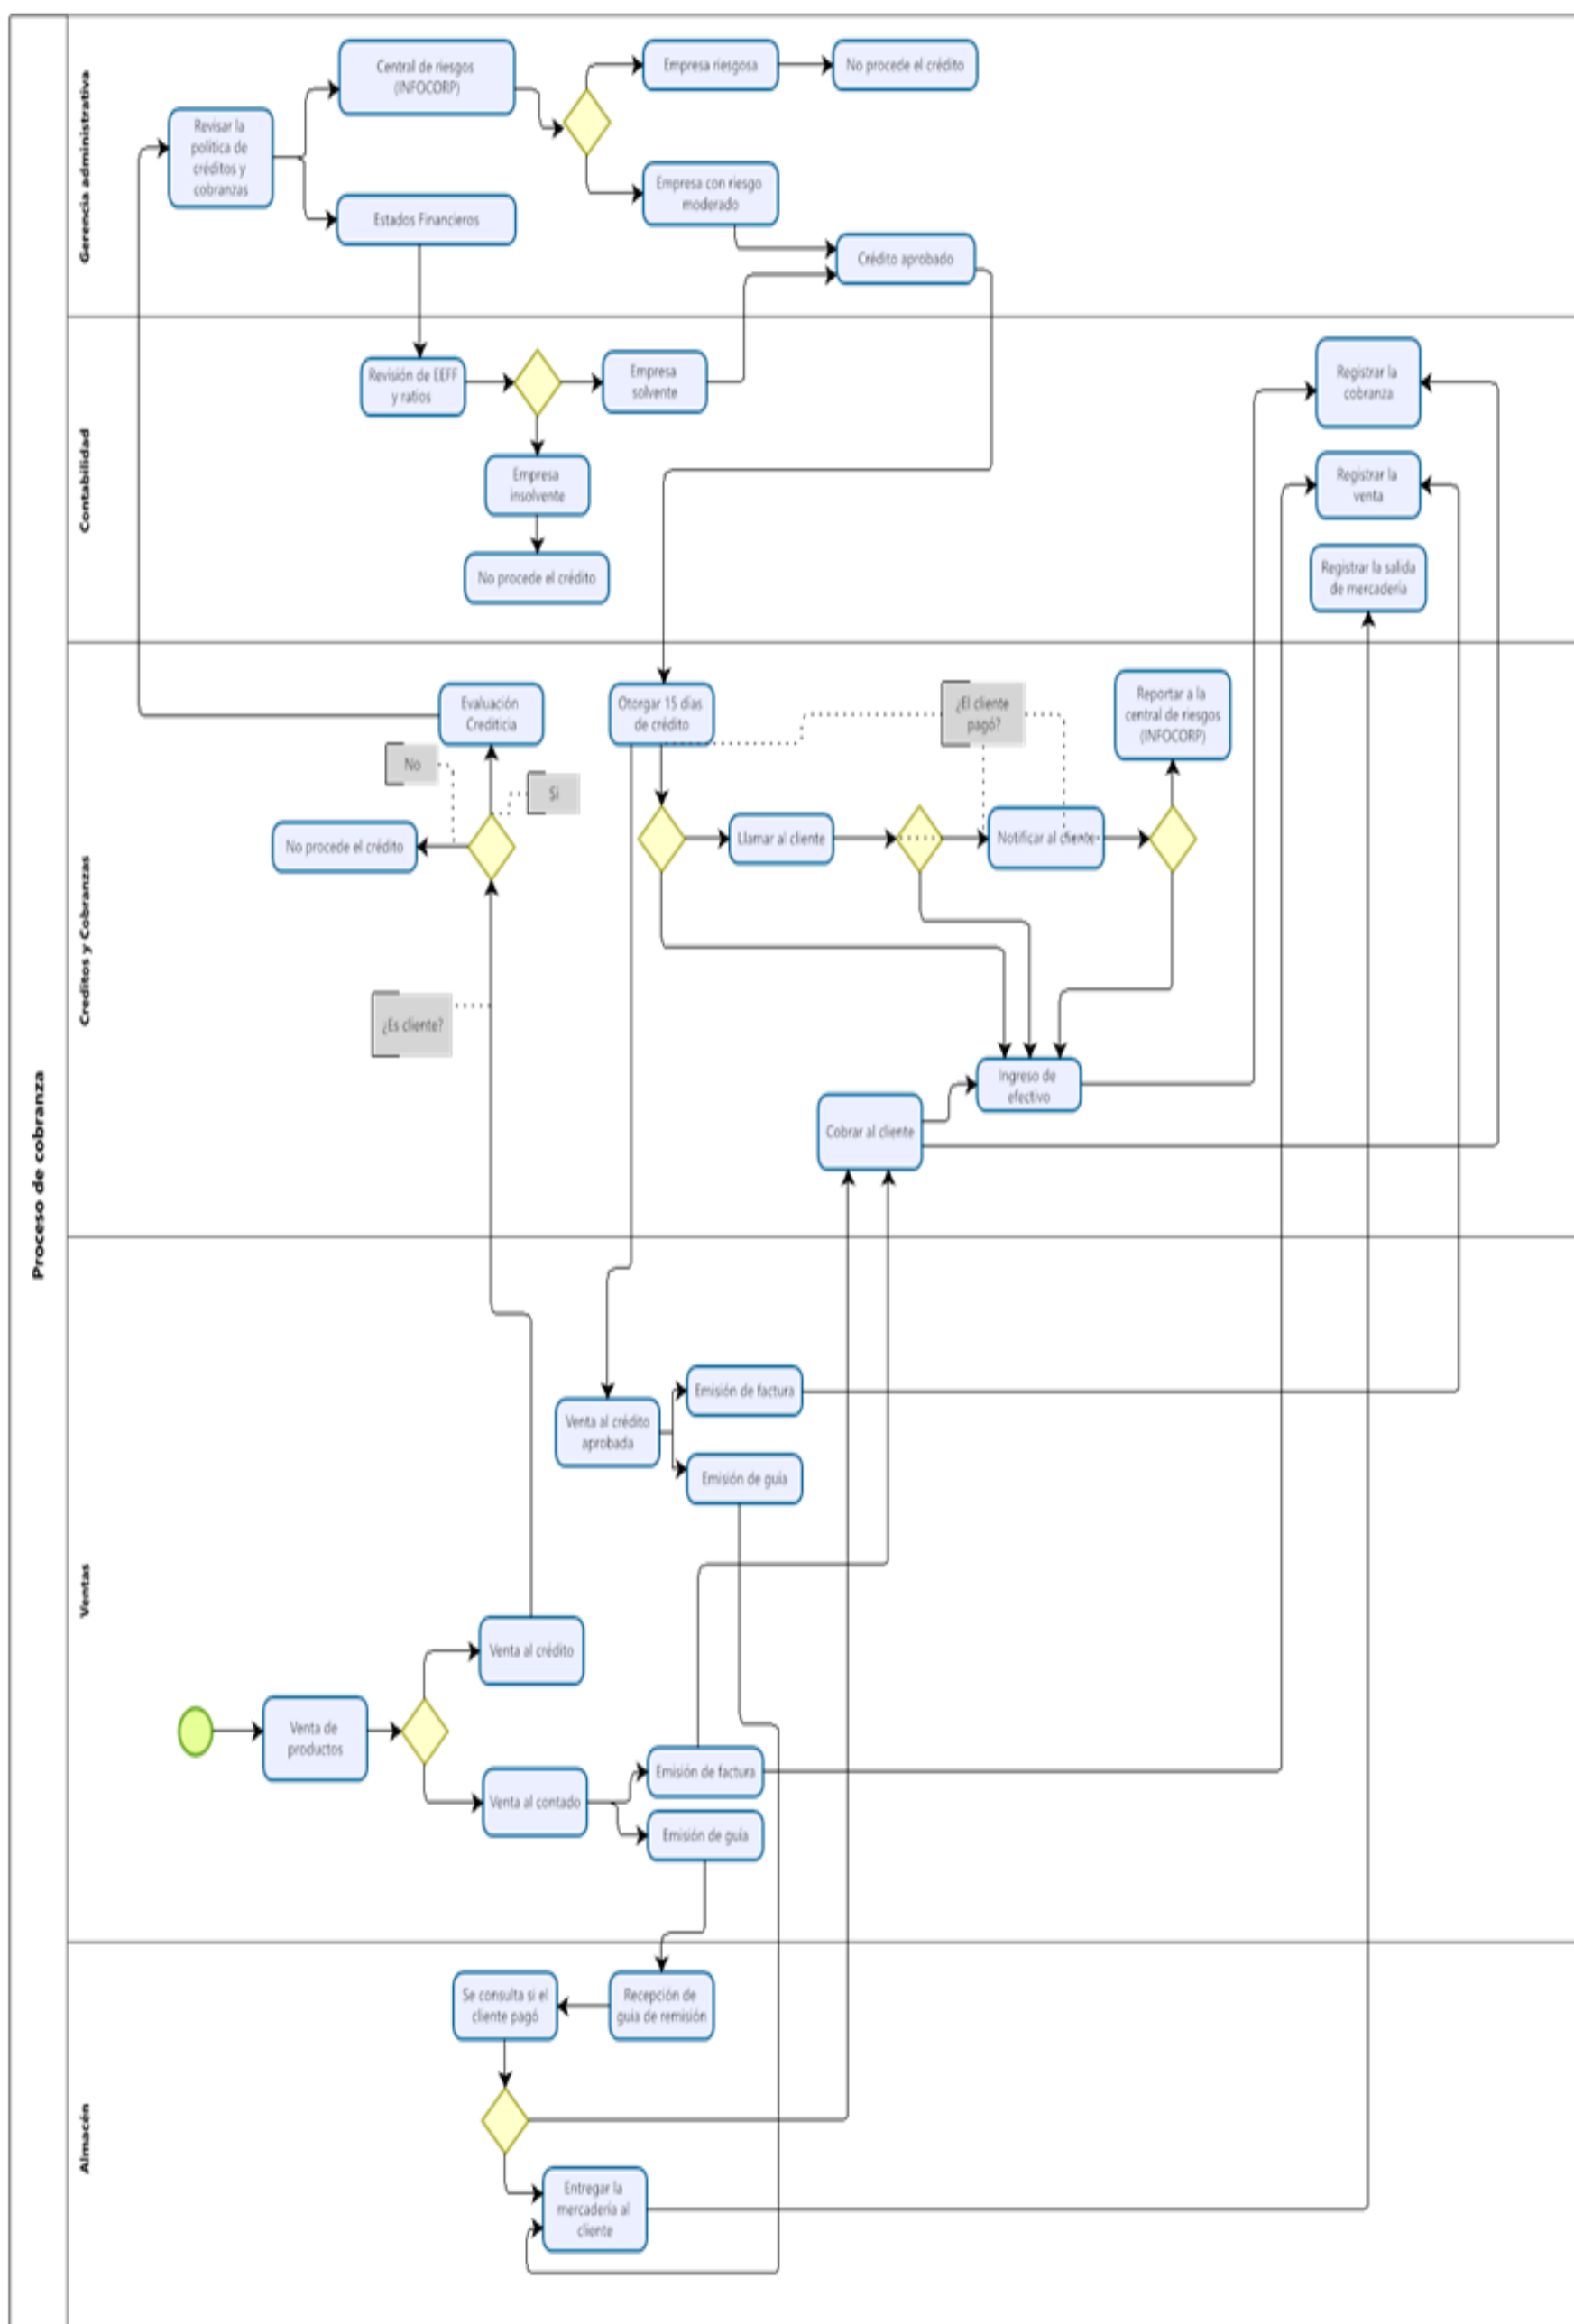 Proceso de cobranza
Gerencia administrativa
Revisar la
política de
créditos y
cobranzas
Central de riesgos
(INFOCORP)
Estados Financieros
Empresa riesgosa
No procede el crédito
Empresa con riesgo
moderado
Crédito aprobado
Contabilidad
Revisión de EEFF
y ratios
Empresa
solvente
Empresa
insolvente
No procede el crédito
Registrar la
cobranza
Registrar la
venta
Registrar la salida
de mercadería
Creditos y Cobranzas
Evaluación
Crediticia
No
Si
No procede el crédito
¿Es cliente?
Otorgar 15 días
de crédito
¿El cliente
pagó?
Reportar a la
central de riesgos
(INFOCORP)
Llamar al cliente
Notificar al cliente
Ingreso de
efectivo
Cobrar al cliente
Ventas
Venta al crédito
aprobada
Emisión de factura
Emisión de guía
Venta al crédito
Venta de
productos
Venta al contado
Emisión de factura
Emisión de guía
Almacén
Se consulta si el
cliente pagó
Recepción de
guia de remisión
Entregar la
mercadería al
cliente